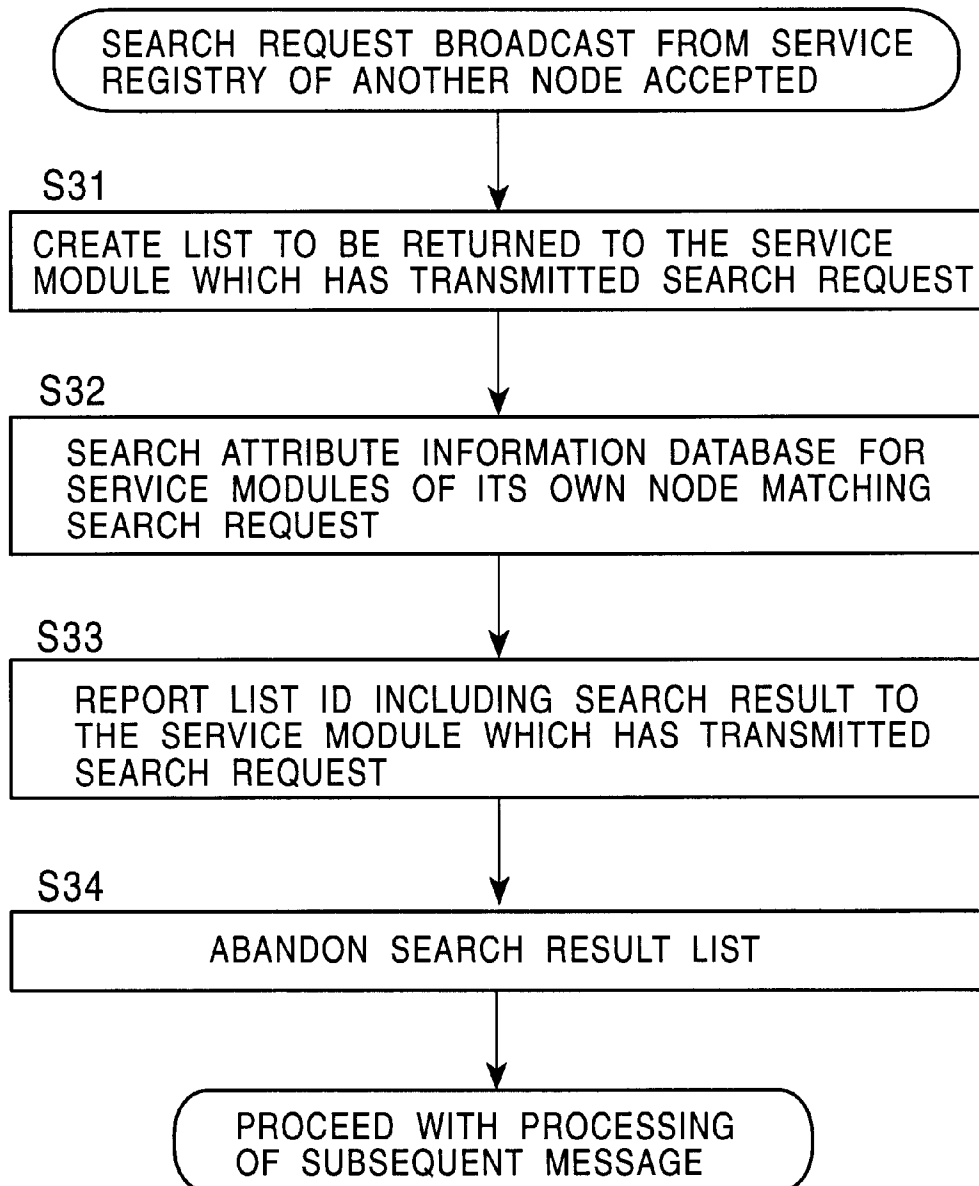 SEARCH REQUEST BROADCAST FROM SERVICE
REGISTRY OF ANOTHER NODE ACCEPTED
S31
CREATE LIST TO BE RETURNED TO THE SERVICE
MODULE WHICH HAS TRANSMITTED SEARCH REQUEST
S32
SEARCH ATTRIBUTE INFORMATION DATABASE FOR
SERVICE MODULES OF ITS OWN NODE MATCHING
SEARCH REQUEST
S33
REPORT LIST ID INCLUDING SEARCH RESULT TO
THE SERVICE MODULE WHICH HAS TRANSMITTED
SEARCH REQUEST
S34
ABANDON SEARCH RESULT LIST
PROCEED WITH PROCESSING
OF SUBSEQUENT MESSAGE